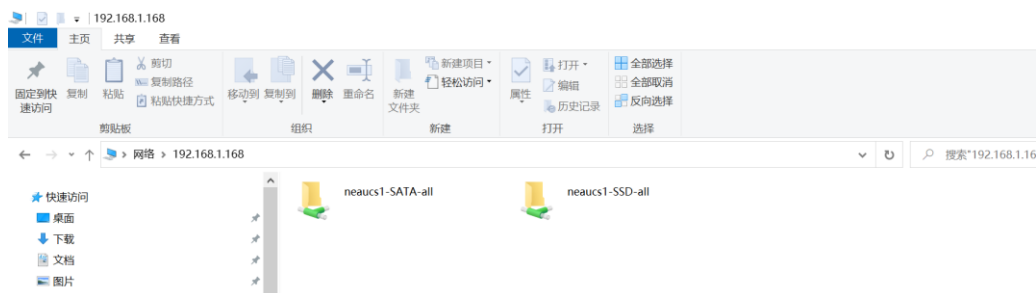 192.168.1.168
文件 主页 共享 查看
固定到快速访问 复制 粘贴 剪切 复制路径 粘贴快捷方式 移动到 复制到 删除 重命名 新建文件夹 新建项目 轻松访问 属性 打开 编辑 历史记录 全部选择 全部取消 反向选择
剪贴板 组织 新建 打开 选择
网络 > 192.168.1.168 搜索"192.168.1.16
快速访问 neaucs1-SATA-all neaucs1-SSD-all
桌面
下载
文档
图片